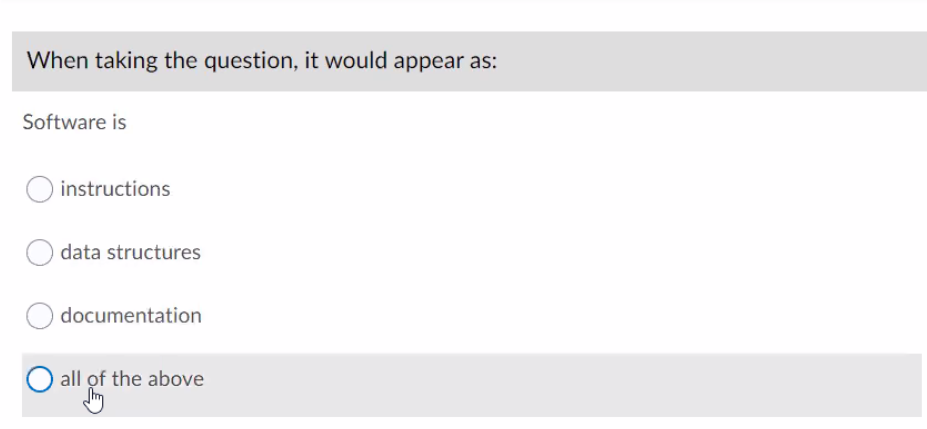 When taking the question, it would appear as:
Software is
instructions
data structures
documentation
all of the above